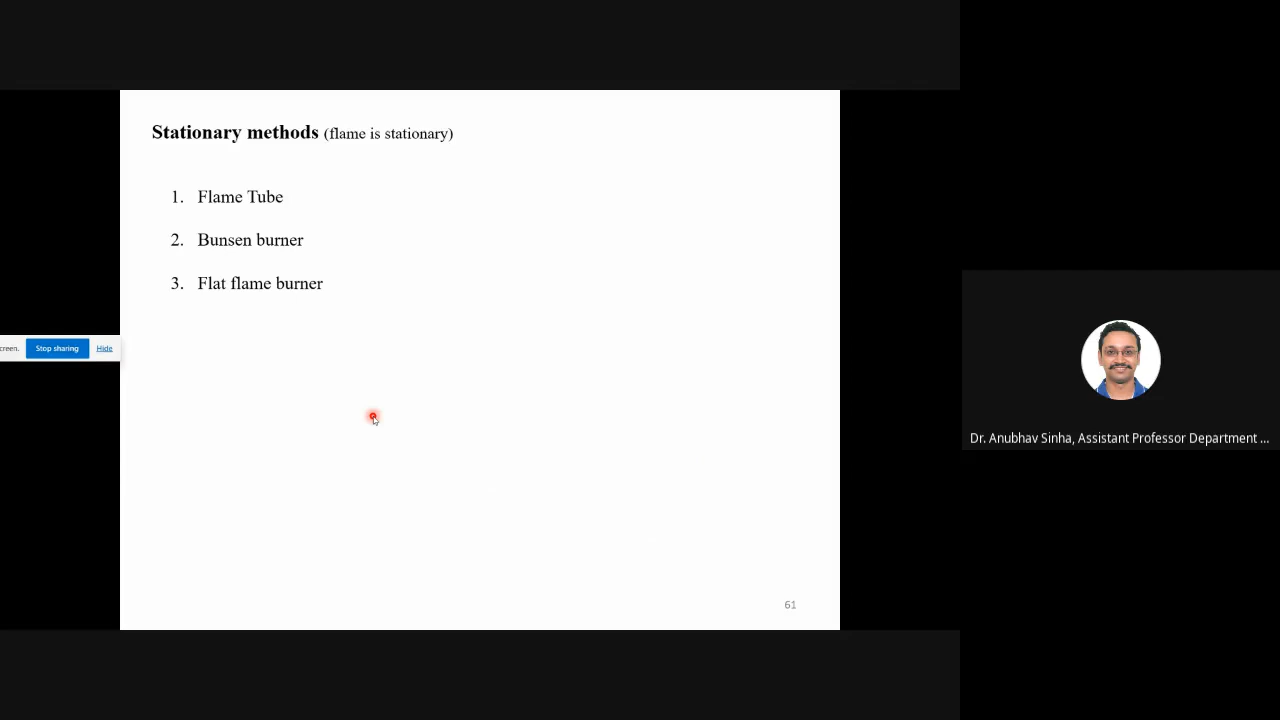 Stationary methods (flame is stationary)
1. Flame Tube
2. Bunsen burner
3. Flat flame burner
creen. Stop sharing Hide
Dr. Anubhav Sinha, Assistant Professor Department ...
61